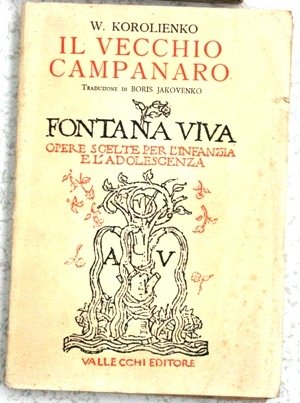 W. KOROLIENKO
IL VECCHIO
CAMPANARO
TRADUZIONE DI BORIS JAKOVENKO
FONTANA VIVA
OPERE SCELTE PER L'INFANZIA
E L'ADOLESCENZA
A V
VALLECCHI EDITORE